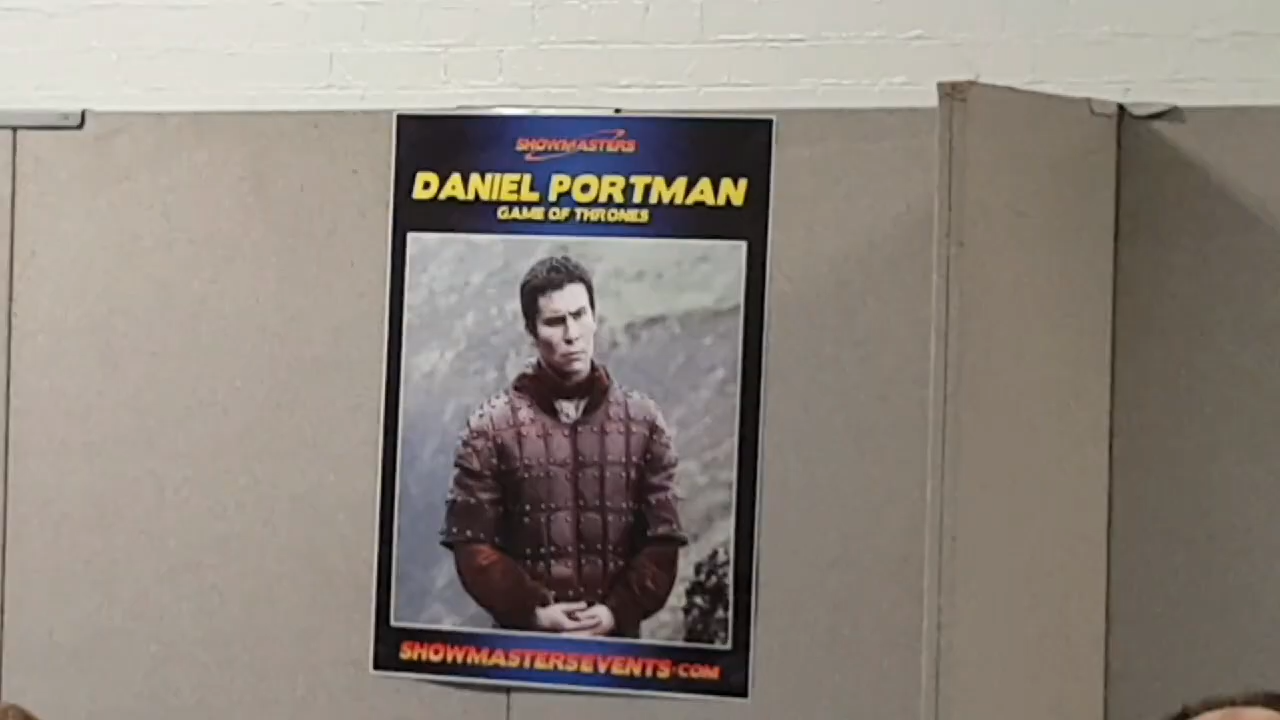 SHOWMASTERS
DANIEL PORTMAN
GAME OF THRONES
SHOWMASTERSEVENTS.COM